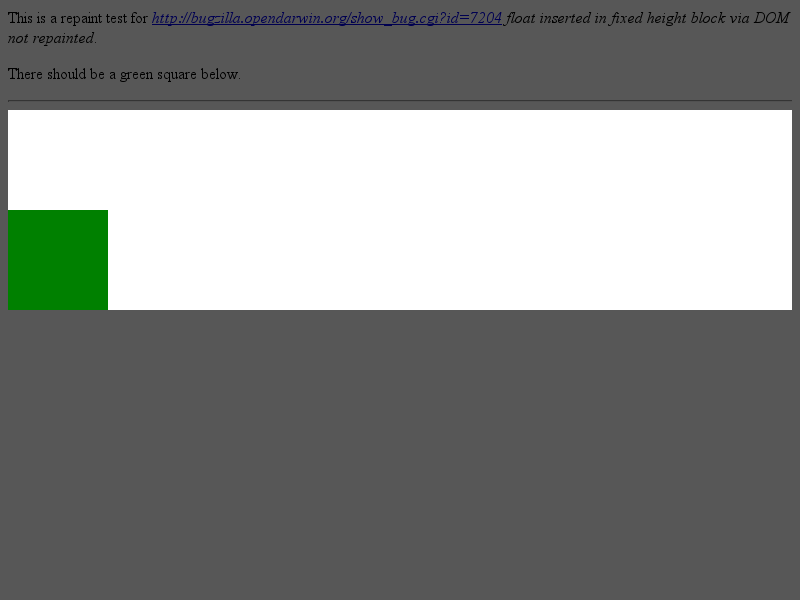 This is a repaint test for http://bugzilla.opendarwin.org/show_bug.cgi?id=7204 float inserted in fixed height block via DOM
not repainted.
There should be a green square below.